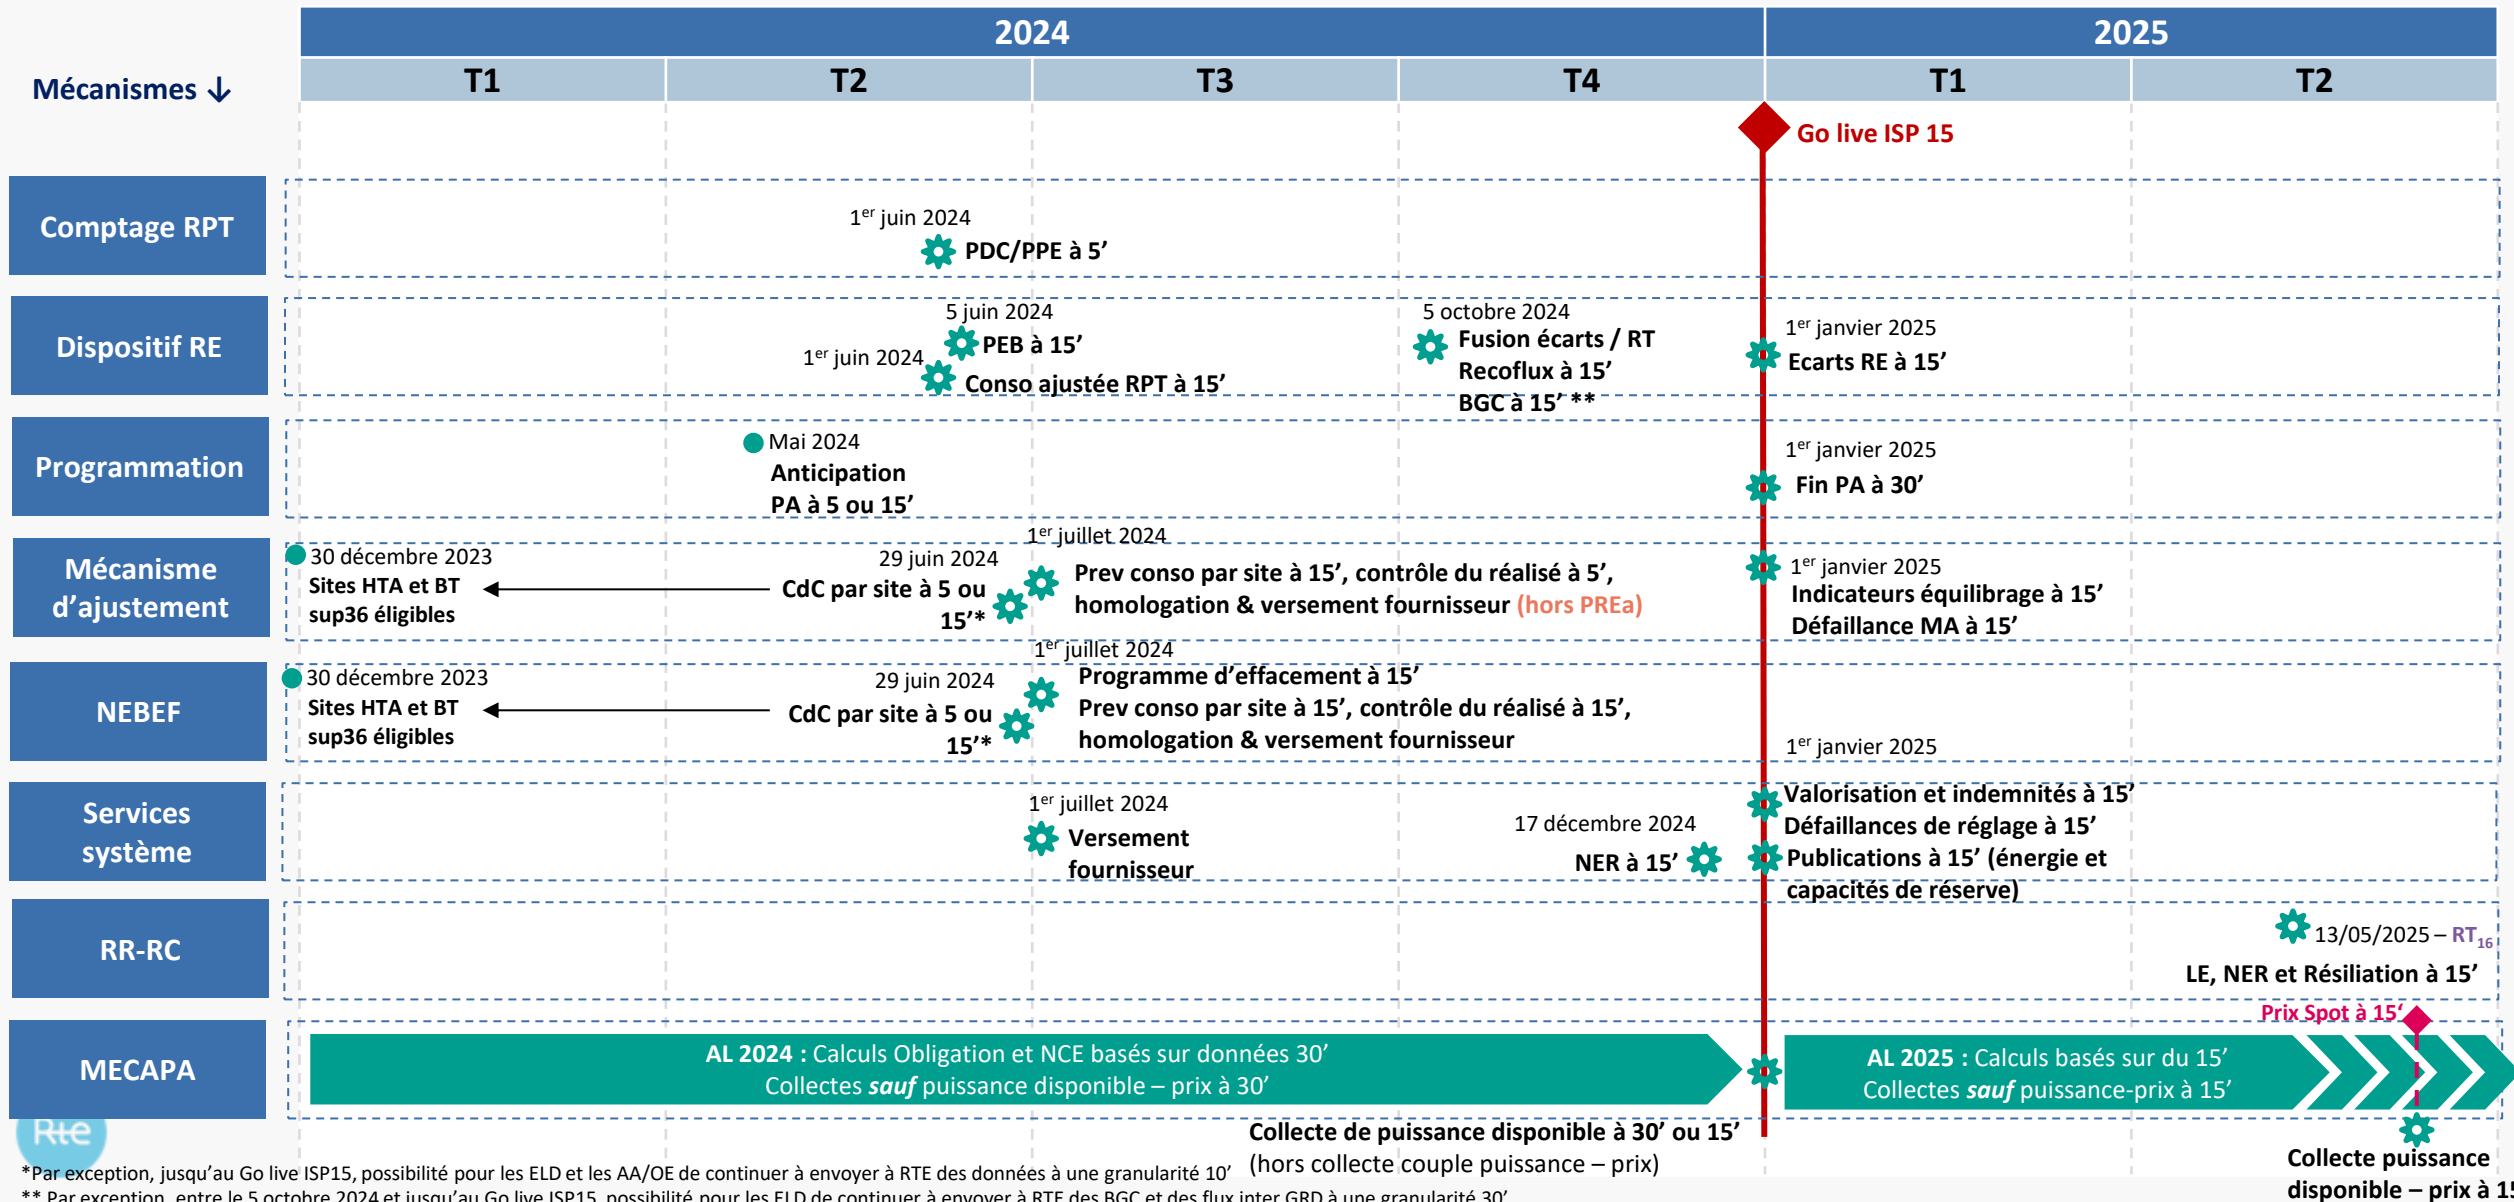 2024
2025
Mécanismes ↓
T1
T2
T3
T4
T1
T2
Go live ISP 15
Comptage RPT
1er juin 2024
PDC/PPE à 5’
Dispositif RE
5 juin 2024
PEB à 15’
1er juin 2024
Conso ajustée RPT à 15’
5 octobre 2024
Fusion écarts / RT
Recoflux à 15’
BGC à 15’ **
1er janvier 2025
Ecarts RE à 15’
Programmation
Mai 2024
Anticipation
PA à 5 ou 15’
1er janvier 2025
Fin PA à 30’
Mécanisme
d’ajustement
30 décembre 2023
Sites HTA et BT
sup36 éligibles
29 juin 2024
CdC par site à 5 ou
15’*
1er juillet 2024
Prev conso par site à 15’, contrôle du réalisé à 5’,
homologation & versement fournisseur (hors PREa)
1er janvier 2025
Indicateurs équilibrage à 15’
Défaillance MA à 15’
NEBEF
30 décembre 2023
Sites HTA et BT
sup36 éligibles
29 juin 2024
CdC par site à 5 ou
15’*
1er juillet 2024
Programme d’effacement à 15’
Prev conso par site à 15’, contrôle du réalisé à 15’,
homologation & versement fournisseur
1er janvier 2025
Services
système
1er juillet 2024
Versement
fournisseur
17 décembre 2024
NER à 15’
Valorisation et indemnités à 15’
Défaillances de réglage à 15’
Publications à 15’ (énergie et
capacités de réserve)
RR-RC
13/05/2025 – RT16
LE, NER et Résiliation à 15’
Prix Spot à 15‘
MECAPA
AL 2024 : Calculs Obligation et NCE basés sur données 30’
Collectes sauf puissance disponible – prix à 30’
AL 2025 : Calculs basés sur du 15’
Collectes sauf puissance-prix à 15’
Collecte de puissance disponible à 30’ ou 15’
(hors collecte couple puissance – prix)
Collecte puissance
disponible – prix à 15
Rte
*Par exception, jusqu’au Go live ISP15, possibilité pour les ELD et les AA/OE de continuer à envoyer à RTE des données à une granularité 10’
** Par exception, entre le 5 octobre 2024 et jusqu’au Go live ISP15, possibilité pour les ELD de continuer à envoyer à RTE des BGC et des flux inter GRD à une granularité 30’